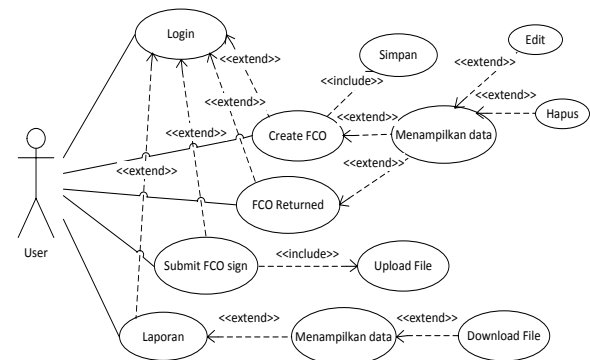 Login
Edit
Simpan
<<extend>>
<<extend>>
<<include>>
<<extend>>
<<extend>>
Hapus
<<extend>>
<<extend>>
Create FCO
Menampilkan data
<<extend>>
<<extend>>
FCO Returned
User
Submit FCO sign
<<include>>
Upload File
Laporan
<<extend>>
Menampilkan data
<<extend>>
Download File